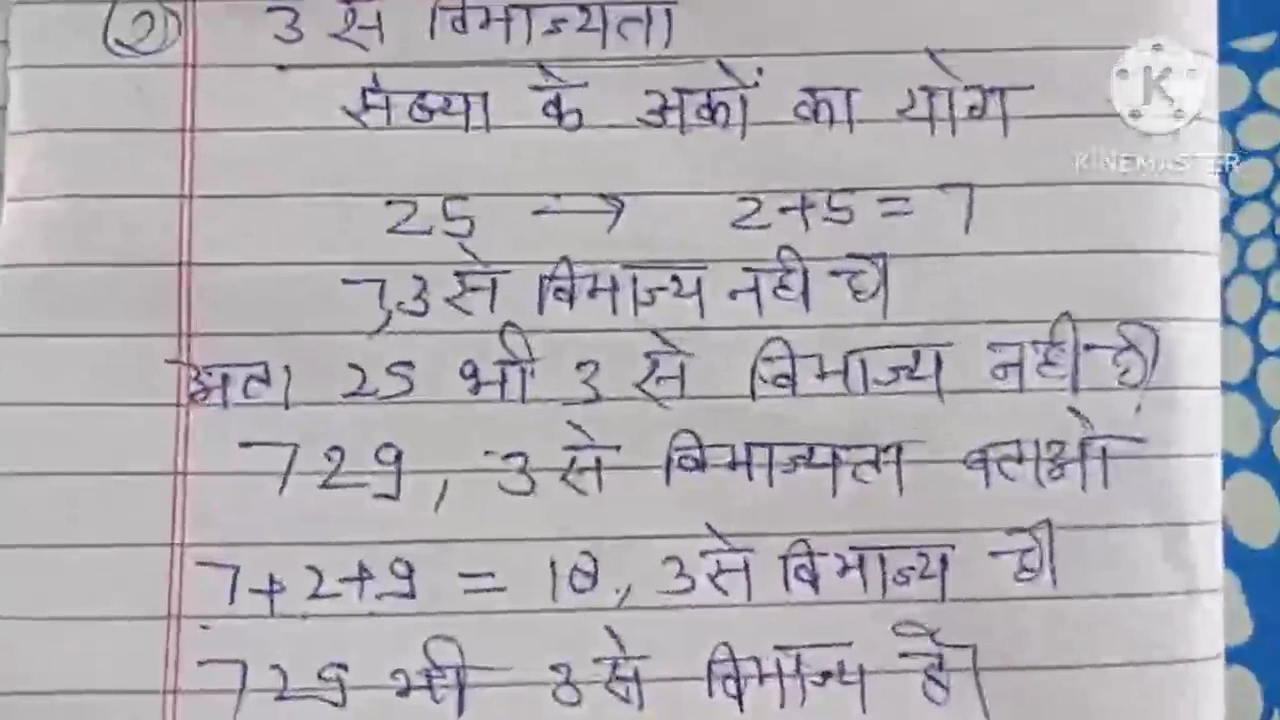 (2) 3 से विभाज्यता
संख्या के अकों का योग
25 → 2+5 = 7
7,3 से विभाज्य नही है
अतः 25 भी 3 से विभाज्य नही है
729, 3 से विभाज्यता बताओ
7+2+9 = 18, 3 से विभाज्य है
729 भी 3 से विभाज्य है।
K
KINEMASTER